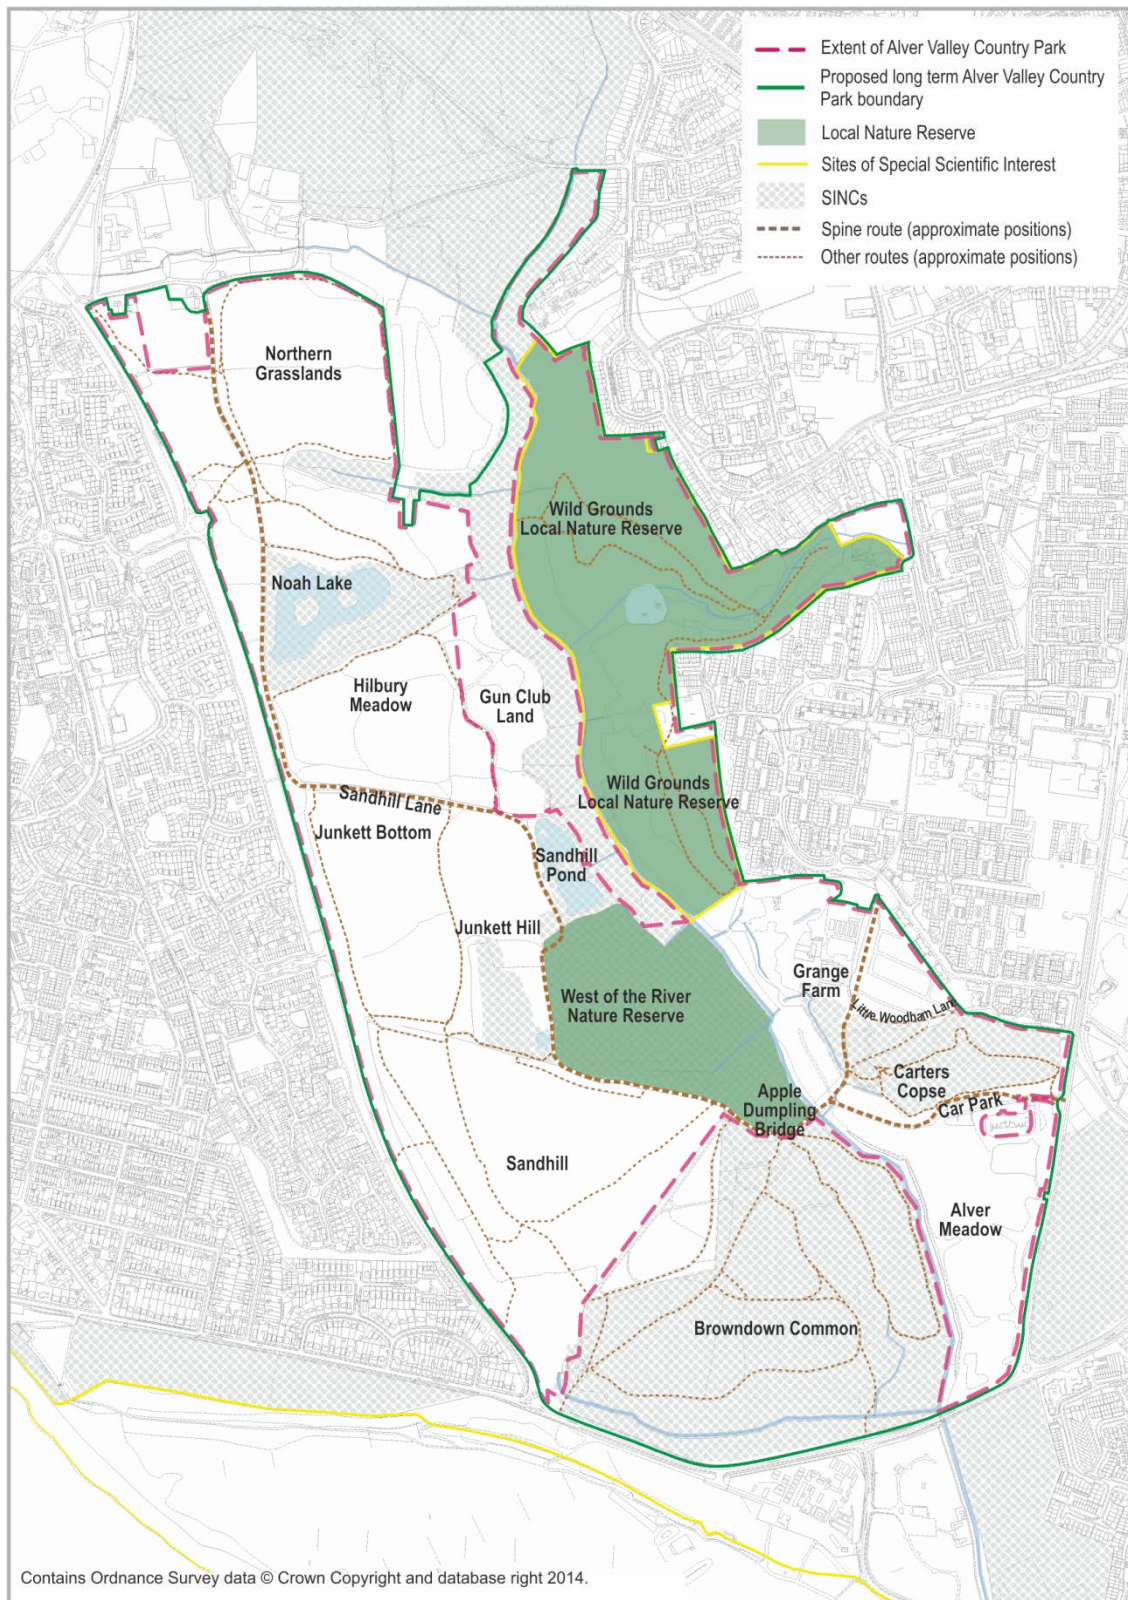 Extent of Alver Valley Country Park
Proposed long term Alver Valley Country
Park boundary
Local Nature Reserve
Sites of Special Scientific Interest
SINCs
Spine route (approximate positions)
Other routes (approximate positions)
Northern
Grasslands
Wild Grounds
Local Nature Reserve
Noah Lake
Hilbury
Meadow
Gun Club
Land
Wild Grounds
Local Nature Reserve
Sandhill Lane
Junkett Bottom
Sandhill
Pond
Junkett Hill
Grange
Farm
West of the River
Nature Reserve
Little Woodham Lane
Carters
Copse
Car Park
Apple
Dumpling
Bridge
Sandhill
Alver
Meadow
Browndown Common
Contains Ordnance Survey data © Crown Copyright and database right 2014.